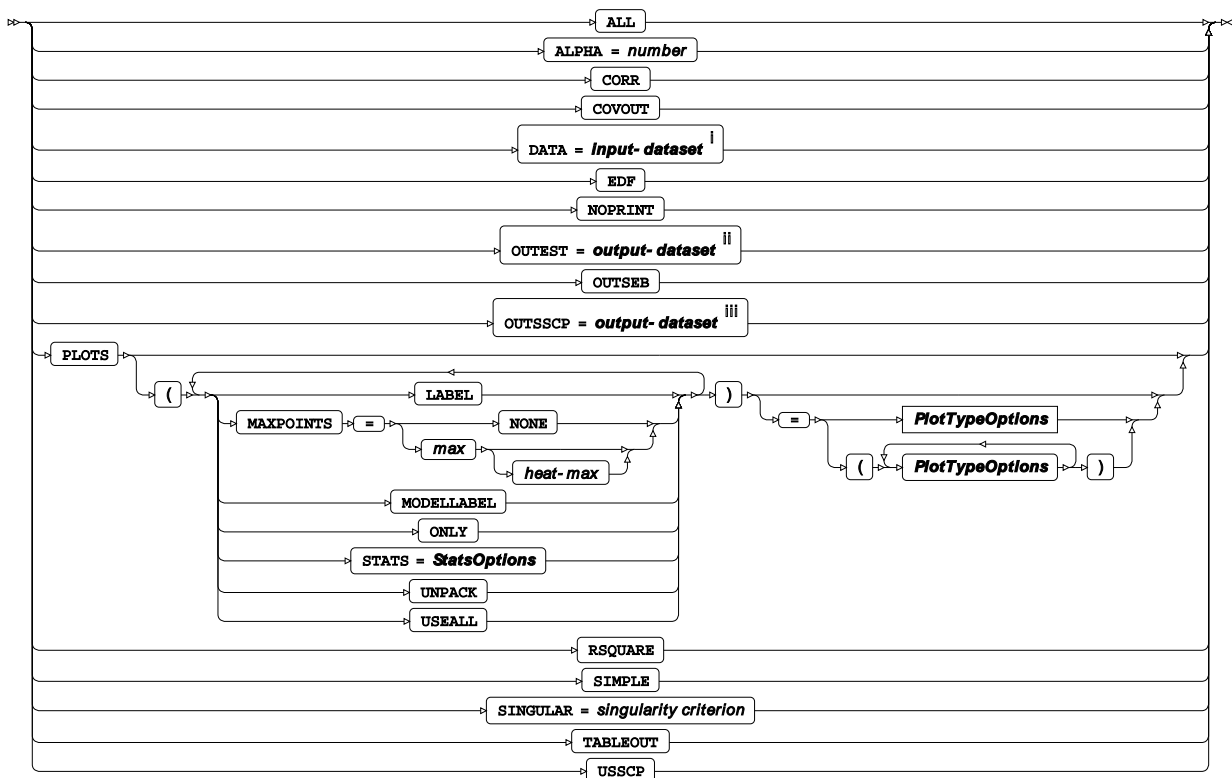 ALL
ALPHA = number
CORR
COVOUT
DATA = input- dataset i
EDF
NOPRINT
OUTEST = output- dataset ii
OUTSEB
OUTSSCP = output- dataset iii
PLOTS
( LABEL )
MAXPOINTS = NONE = PlotTypeOptions
max ( PlotTypeOptions )
heat- max
MODELLABEL
ONLY
STATS = StatsOptions
UNPACK
USEALL
RSQUARE
SIMPLE
SINGULAR = singularity criterion
TABLEOUT
USSCP